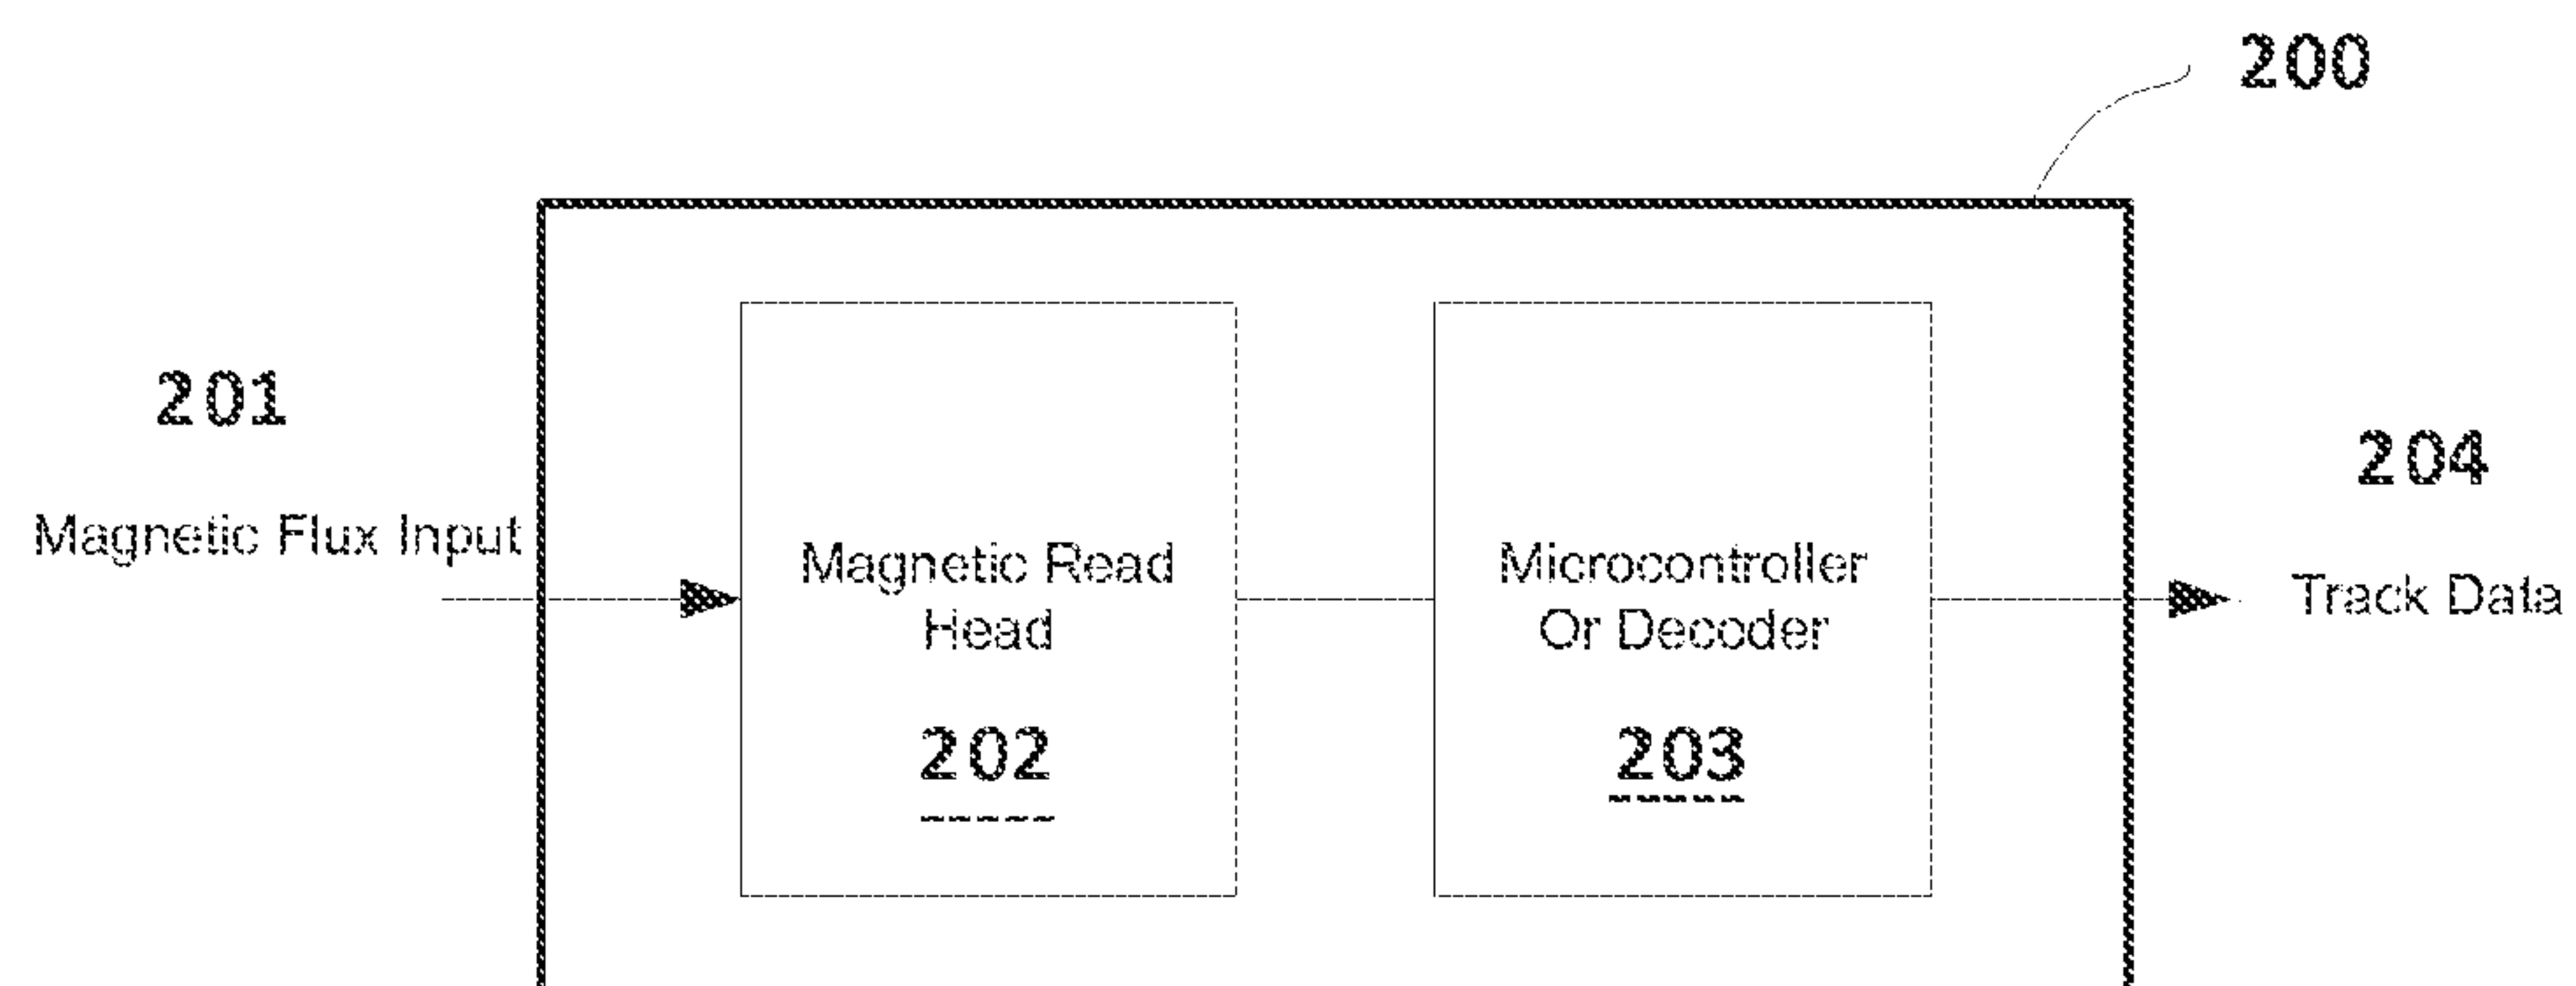 200
201
Magnetic Flux Input
204
Track Data
Magnetic Read
Head
202
Microcontroller
Or Decoder
203